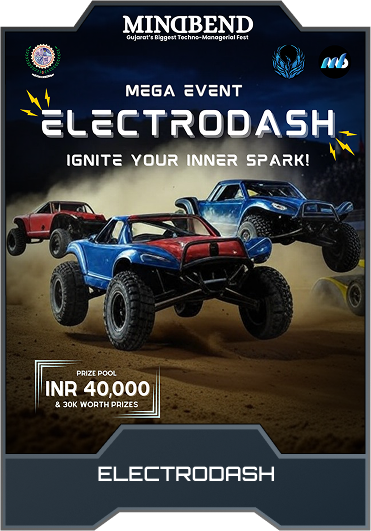 MINDBEND
Gujarat's Biggest Techno-Managerial Fest
mb
MEGA EVENT
ELECTRODASH
IGNITE YOUR INNER SPARK!
PRIZE POOL
INR 40,000
& 30K WORTH PRIZES
ELECTRODASH